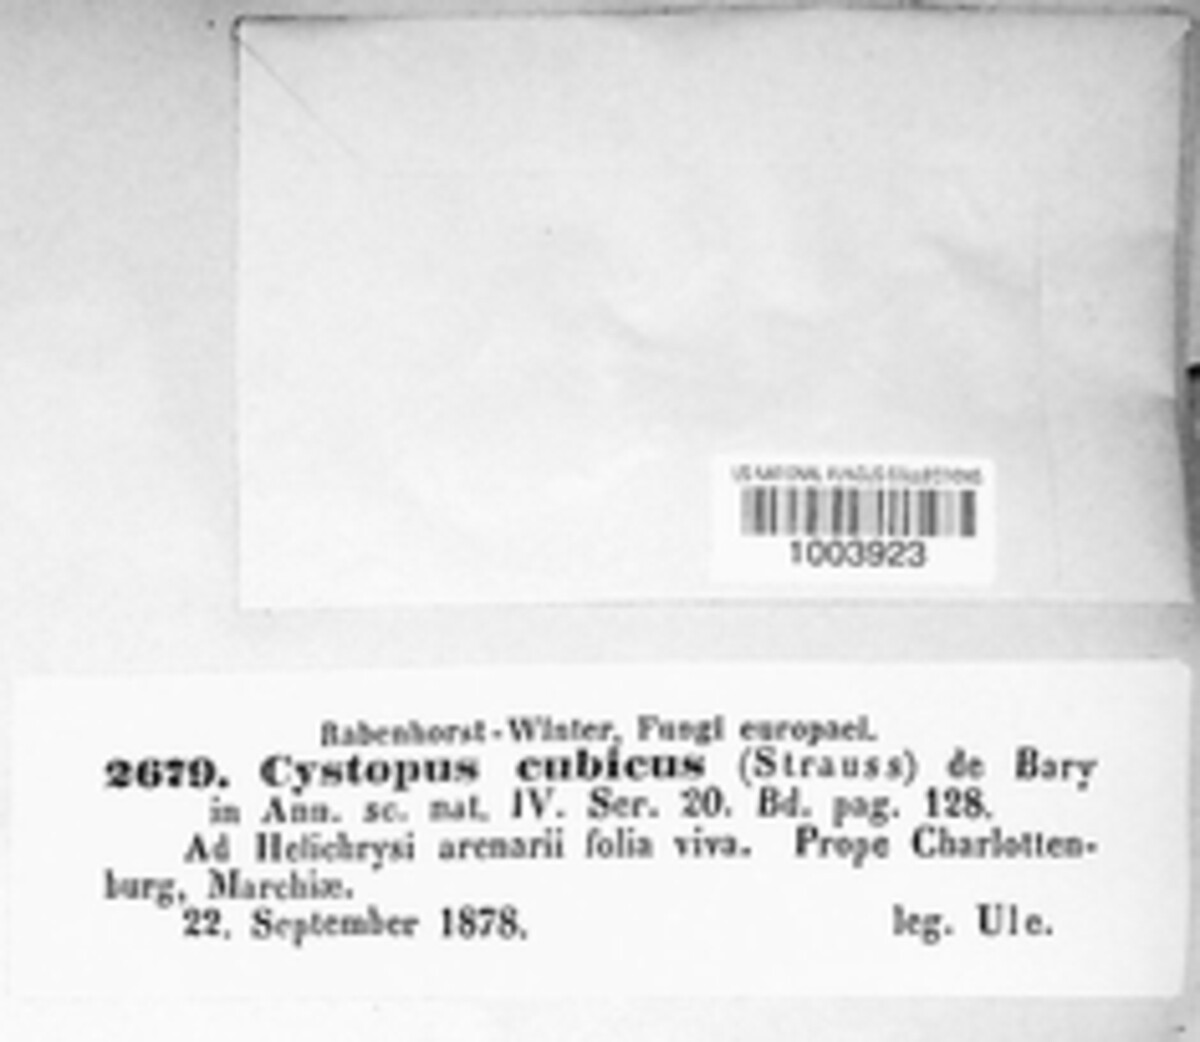 US NATIONAL FUNGUS COLLECTIONS
1003923
Rabenhorst-Winter, Fungi europaei.
2679. Cystopus cubicus (Strauss) de Bary
in Ann. sc. nat. IV. Ser. 20. Bd. pag. 128.
Ad Helichrysi arenarii folia viva. Prope Charlotten-
burg, Marchiæ.
22. September 1878. leg. Ule.